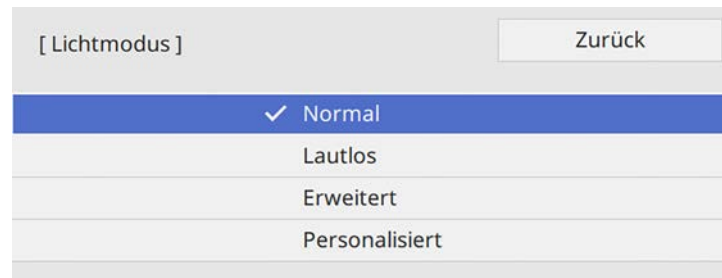 [ Lichtmodus ]
Zurück
Normal
Lautlos
Erweitert
Personalisiert